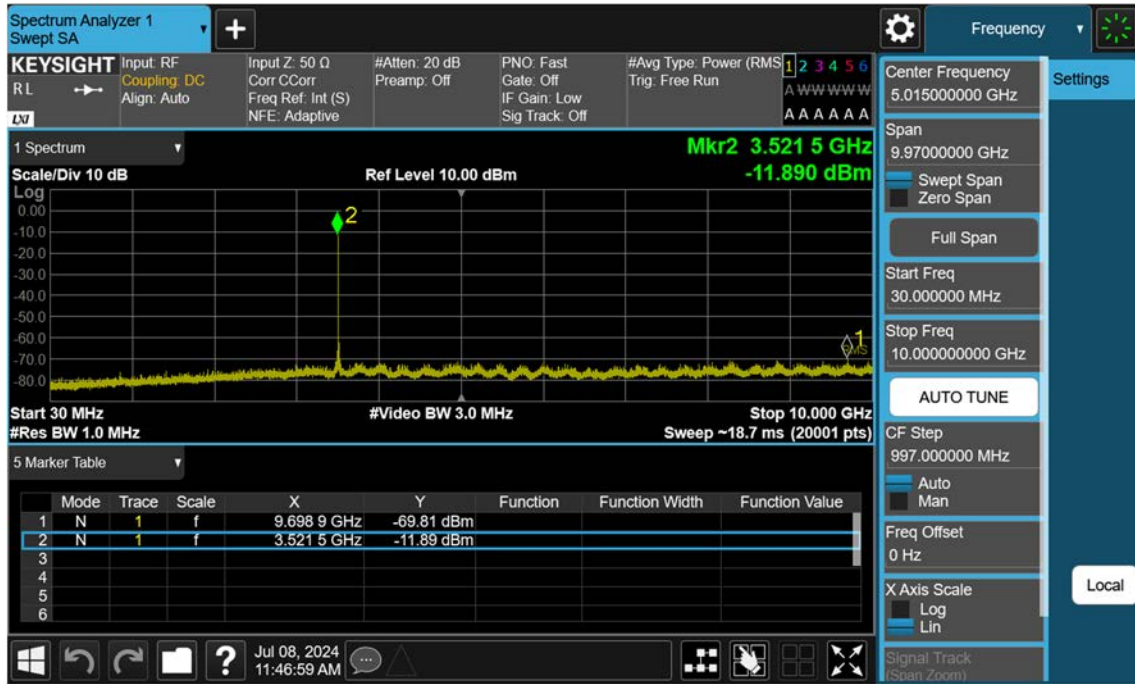 Spectrum Analyzer 1
Swept SA
+
Frequency
KEYSIGHT
RL
LXI
Input: RF
Coupling: DC
Align: Auto
Input Z: 50 Ω
Corr CCorr
Freq Ref: Int (S)
NFE: Adaptive
#Atten: 20 dB
Preamp: Off
PNO: Fast
Gate: Off
IF Gain: Low
Sig Track: Off
#Avg Type: Power (RMS
Trig: Free Run
1 2 3 4 5 6
A W W W W W
A A A A A A
1 Spectrum
Scale/Div 10 dB
Ref Level 10.00 dBm
Mkr2 3.521 5 GHz
-11.890 dBm
Log
0.00
-10.0
-20.0
-30.0
-40.0
-50.0
-60.0
-70.0
-80.0
2
1
RMS
Start 30 MHz
#Video BW 3.0 MHz
Stop 10.000 GHz
#Res BW 1.0 MHz
Sweep ~18.7 ms (20001 pts)
5 Marker Table
Mode Trace Scale X Y Function Function Width Function Value
1 N 1 f 9.698 9 GHz -69.81 dBm
2 N 1 f 3.521 5 GHz -11.89 dBm
3
4
5
6
?
Jul 08, 2024
11:46:59 AM
Center Frequency
5.015000000 GHz
Span
9.97000000 GHz
Swept Span
Zero Span
Full Span
Start Freq
30.000000 MHz
Stop Freq
10.000000000 GHz
AUTO TUNE
CF Step
997.000000 MHz
Auto
Man
Freq Offset
0 Hz
X Axis Scale
Log
Lin
Signal Track
(Span Zoom)
Settings
Local